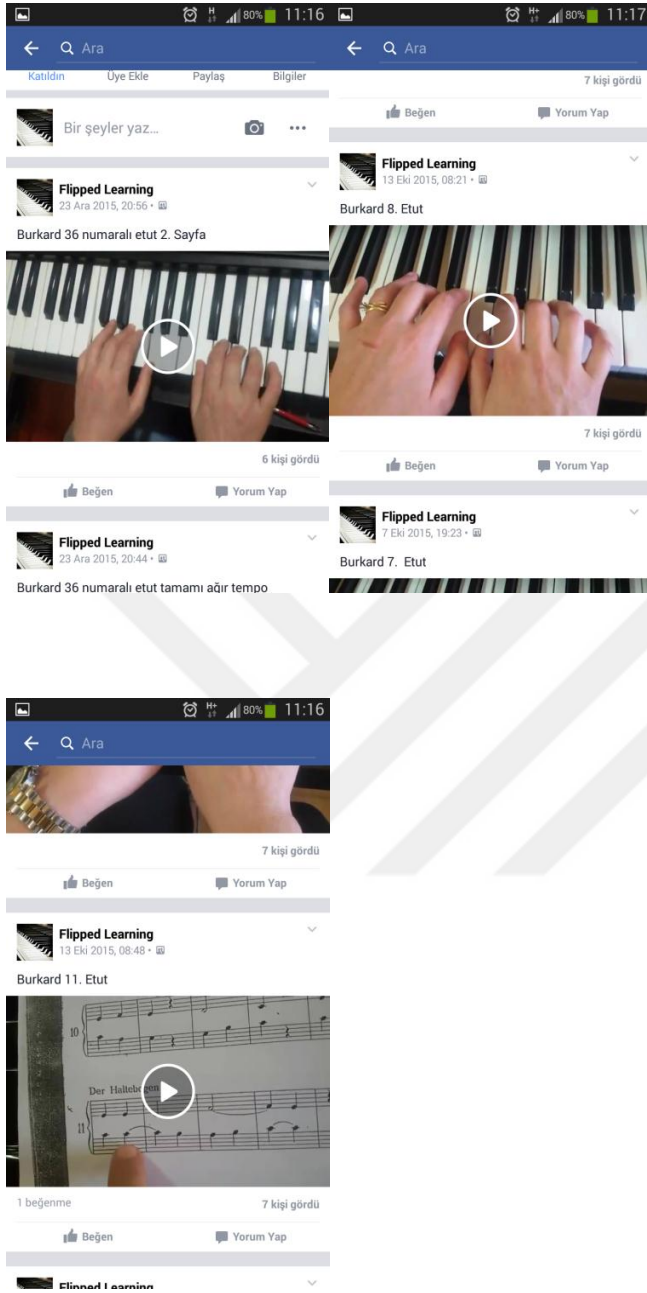 80% 11:16
Ara
Katıldın Üye Ekle Paylaş Bilgiler
Bir şeyler yaz...
Flipped Learning
23 Ara 2015, 20:56
Burkard 36 numaralı etut 2. Sayfa
6 kişi gördü
Beğen Yorum Yap
Flipped Learning
23 Ara 2015, 20:44
Burkard 36 numaralı etut tamamı ağır tempo
H+ 80% 11:17
Ara
7 kişi gördü
Beğen Yorum Yap
Flipped Learning
13 Eki 2015, 08:21
Burkard 8. Etut
7 kişi gördü
Beğen Yorum Yap
Flipped Learning
7 Eki 2015, 19:23
Burkard 7. Etut
H+ 80% 11:16
Ara
7 kişi gördü
Beğen Yorum Yap
Flipped Learning
13 Eki 2015, 08:48
Burkard 11. Etut
10
Der Haltebogen
11
1 beğenme 7 kişi gördü
Beğen Yorum Yap
Flipped Learning